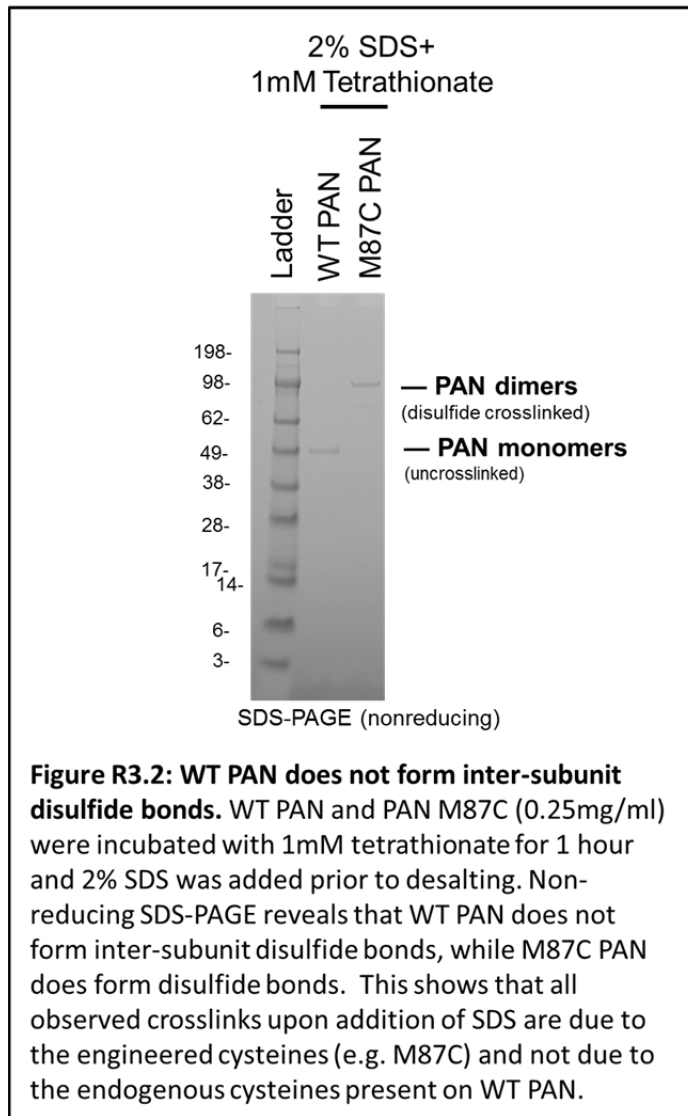 2% SDS+
1mM Tetrathionate
Ladder
WT PAN
M87C PAN
198-
98-
62-
49-
38-
28-
17-
14-
6-
3-
— PAN dimers
(disulfide crosslinked)
— PAN monomers
(uncrosslinked)
SDS-PAGE (nonreducing)
Figure R3.2: WT PAN does not form inter-subunit
disulfide bonds. WT PAN and PAN M87C (0.25mg/ml)
were incubated with 1mM tetrathionate for 1 hour
and 2% SDS was added prior to desalting. Non-
reducing SDS-PAGE reveals that WT PAN does not
form inter-subunit disulfide bonds, while M87C PAN
does form disulfide bonds.  This shows that all
observed crosslinks upon addition of SDS are due to
the engineered cysteines (e.g. M87C) and not due to
the endogenous cysteines present on WT PAN.